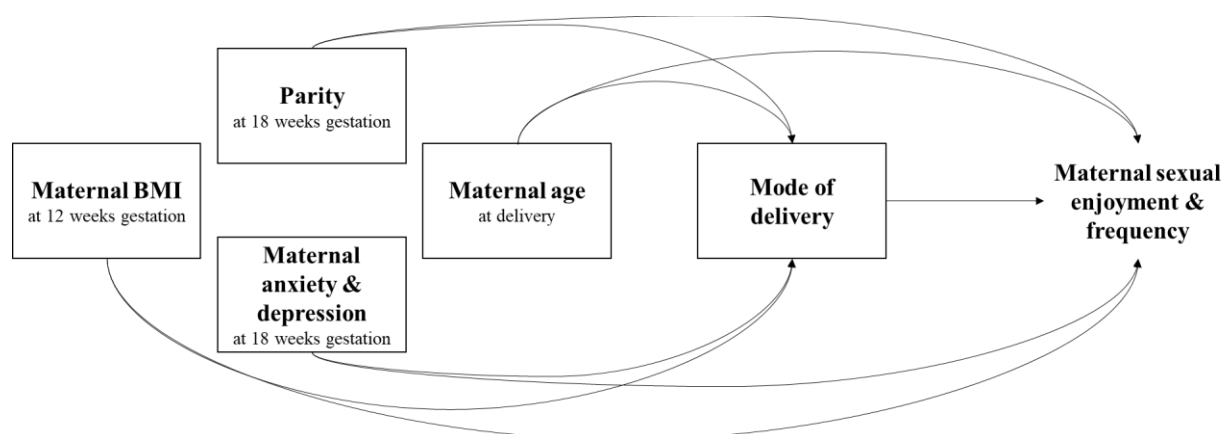 Parity
at 18 weeks gestation
Maternal BMI
at 12 weeks gestation
Maternal
anxiety &
depression
at 18 weeks gestation
Maternal age
at delivery
Mode of
delivery
Maternal sexual
enjoyment &
frequency